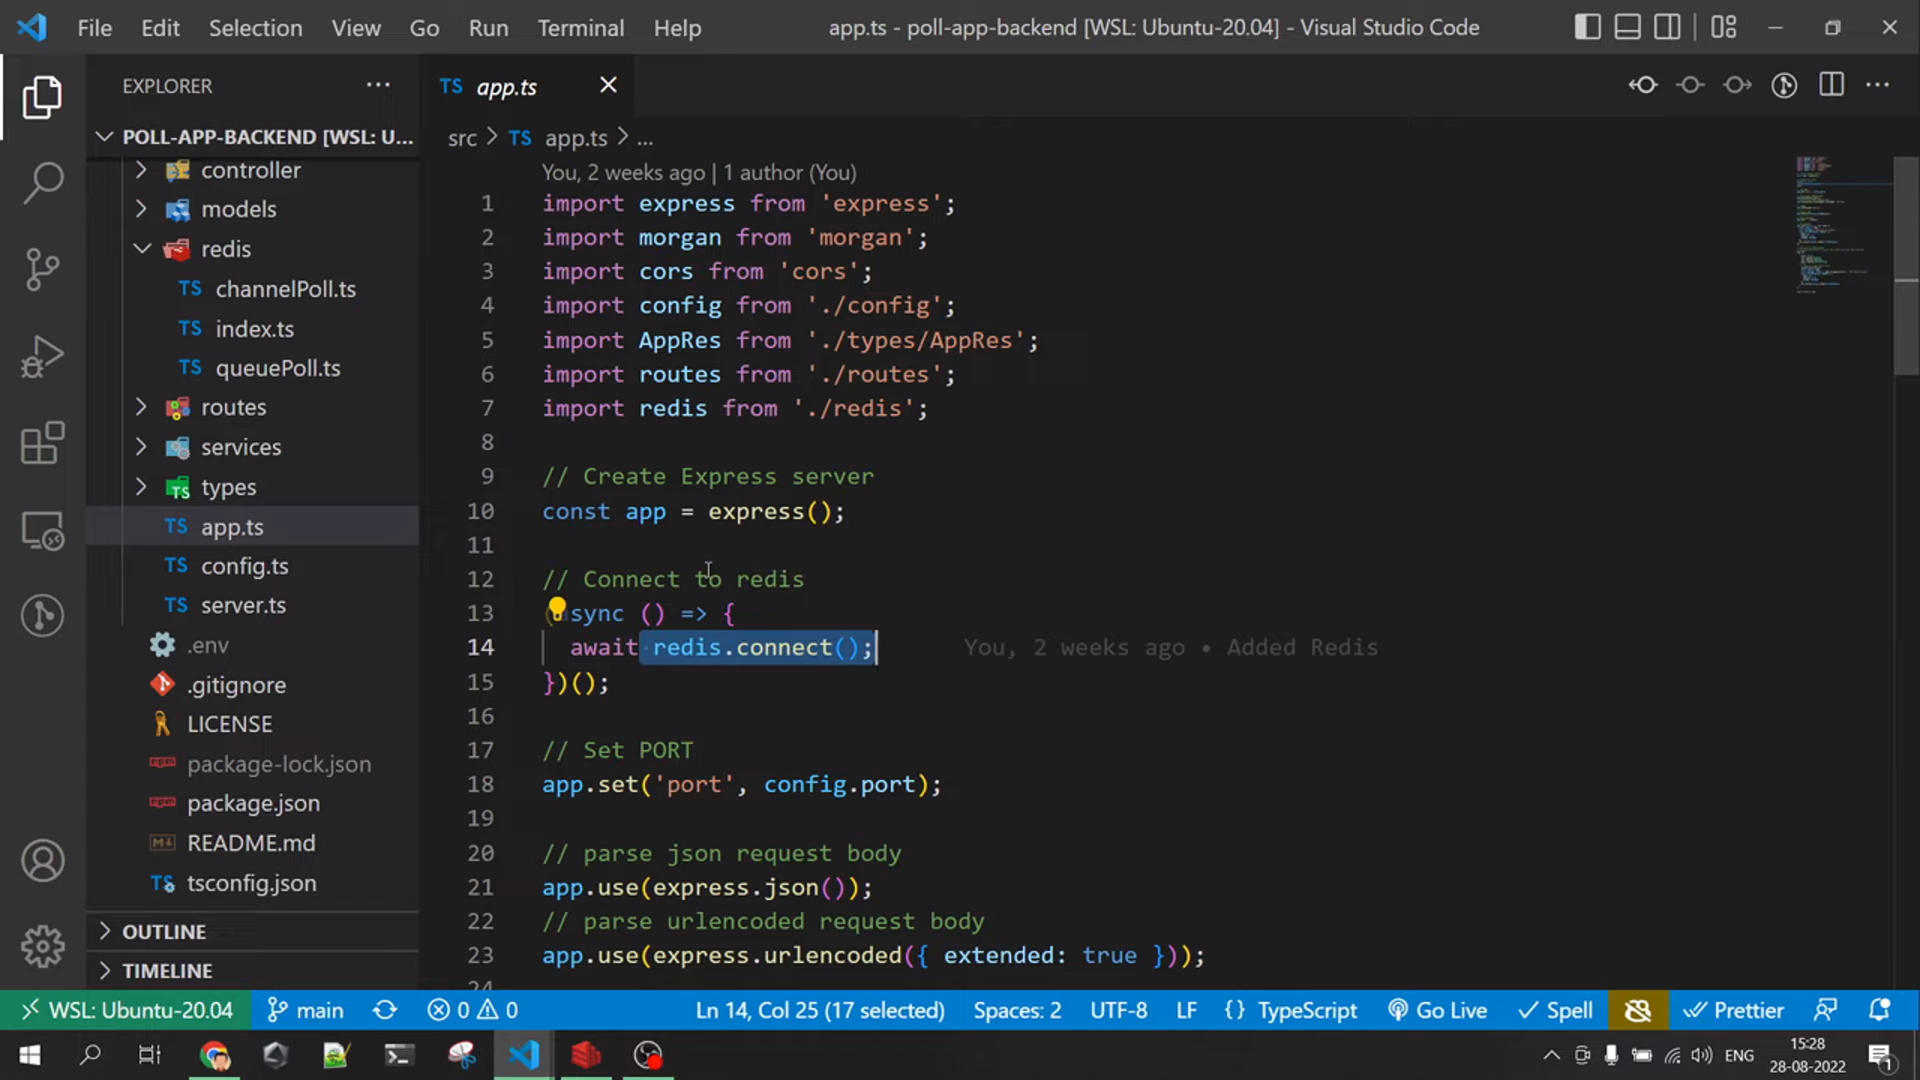 File Edit Selection View Go Run Terminal Help
app.ts - poll-app-backend [WSL: Ubuntu-20.04] - Visual Studio Code
EXPLORER
POLL-APP-BACKEND [WSL: U...
controller
models
redis
TS channelPoll.ts
TS index.ts
TS queuePoll.ts
routes
services
types
TS app.ts
TS config.ts
TS server.ts
.env
.gitignore
LICENSE
package-lock.json
package.json
README.md
tsconfig.json
OUTLINE
TIMELINE
TS app.ts
src > TS app.ts > ...
You, 2 weeks ago | 1 author (You)
1 import express from 'express';
2 import morgan from 'morgan';
3 import cors from 'cors';
4 import config from './config';
5 import AppRes from './types/AppRes';
6 import routes from './routes';
7 import redis from './redis';
8
9 // Create Express server
10 const app = express();
11
12 // Connect to redis
13 (async () => {
14 await redis.connect(); You, 2 weeks ago • Added Redis
15 })();
16
17 // Set PORT
18 app.set('port', config.port);
19
20 // parse json request body
21 app.use(express.json());
22 // parse urlencoded request body
23 app.use(express.urlencoded({ extended: true }));
24
WSL: Ubuntu-20.04 main 0 0 Ln 14, Col 25 (17 selected) Spaces: 2 UTF-8 LF {} TypeScript Go Live Spell Prettier
ENG
15:28
28-08-2022
1